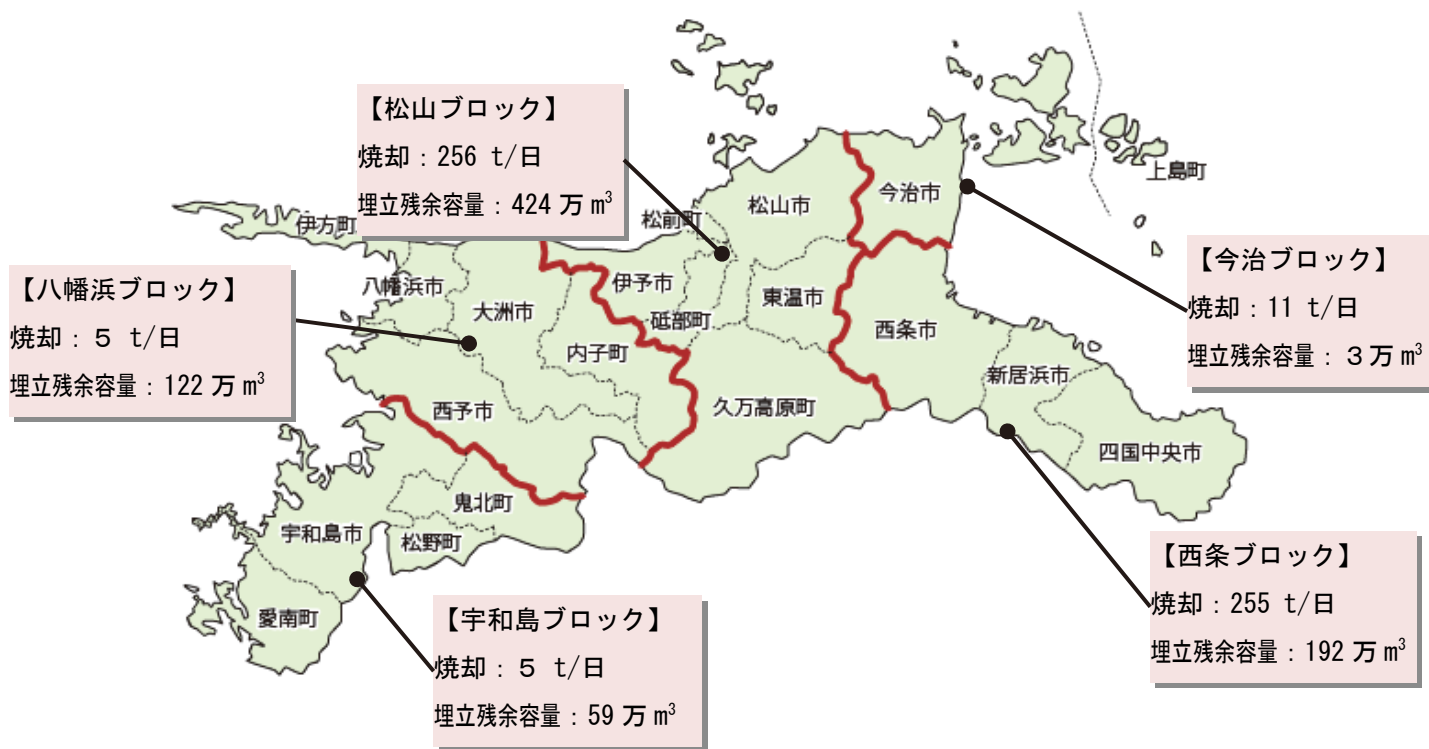 【松山ブロック】
焼却：256 t/日
埋立残余容量：424 万 m³
【八幡浜ブロック】
焼却：５ t/日
埋立残余容量：122 万 m³
【今治ブロック】
焼却：11 t/日
埋立残余容量：３万 m³
【西条ブロック】
焼却：255 t/日
埋立残余容量：192 万 m³
【宇和島ブロック】
焼却：５ t/日
埋立残余容量：59 万 m³
上島町
今治市
松山市
松前町
伊方町
八幡浜市
大洲市
伊予市
砥部町
東温市
西条市
内子町
新居浜市
久万高原町
西予市
四国中央市
鬼北町
宇和島市
松野町
愛南町